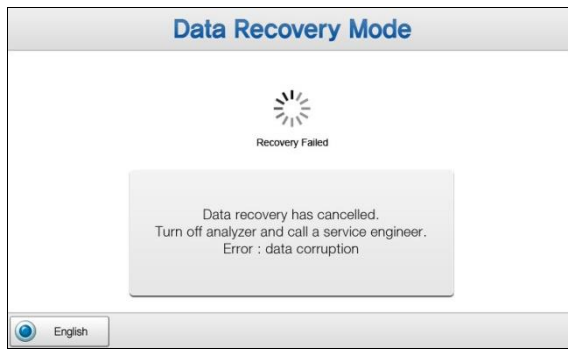 Data Recovery Mode
Recovery Failed
Data recovery has cancelled.
Turn off analyzer and call a service engineer.
Error : data corruption
English